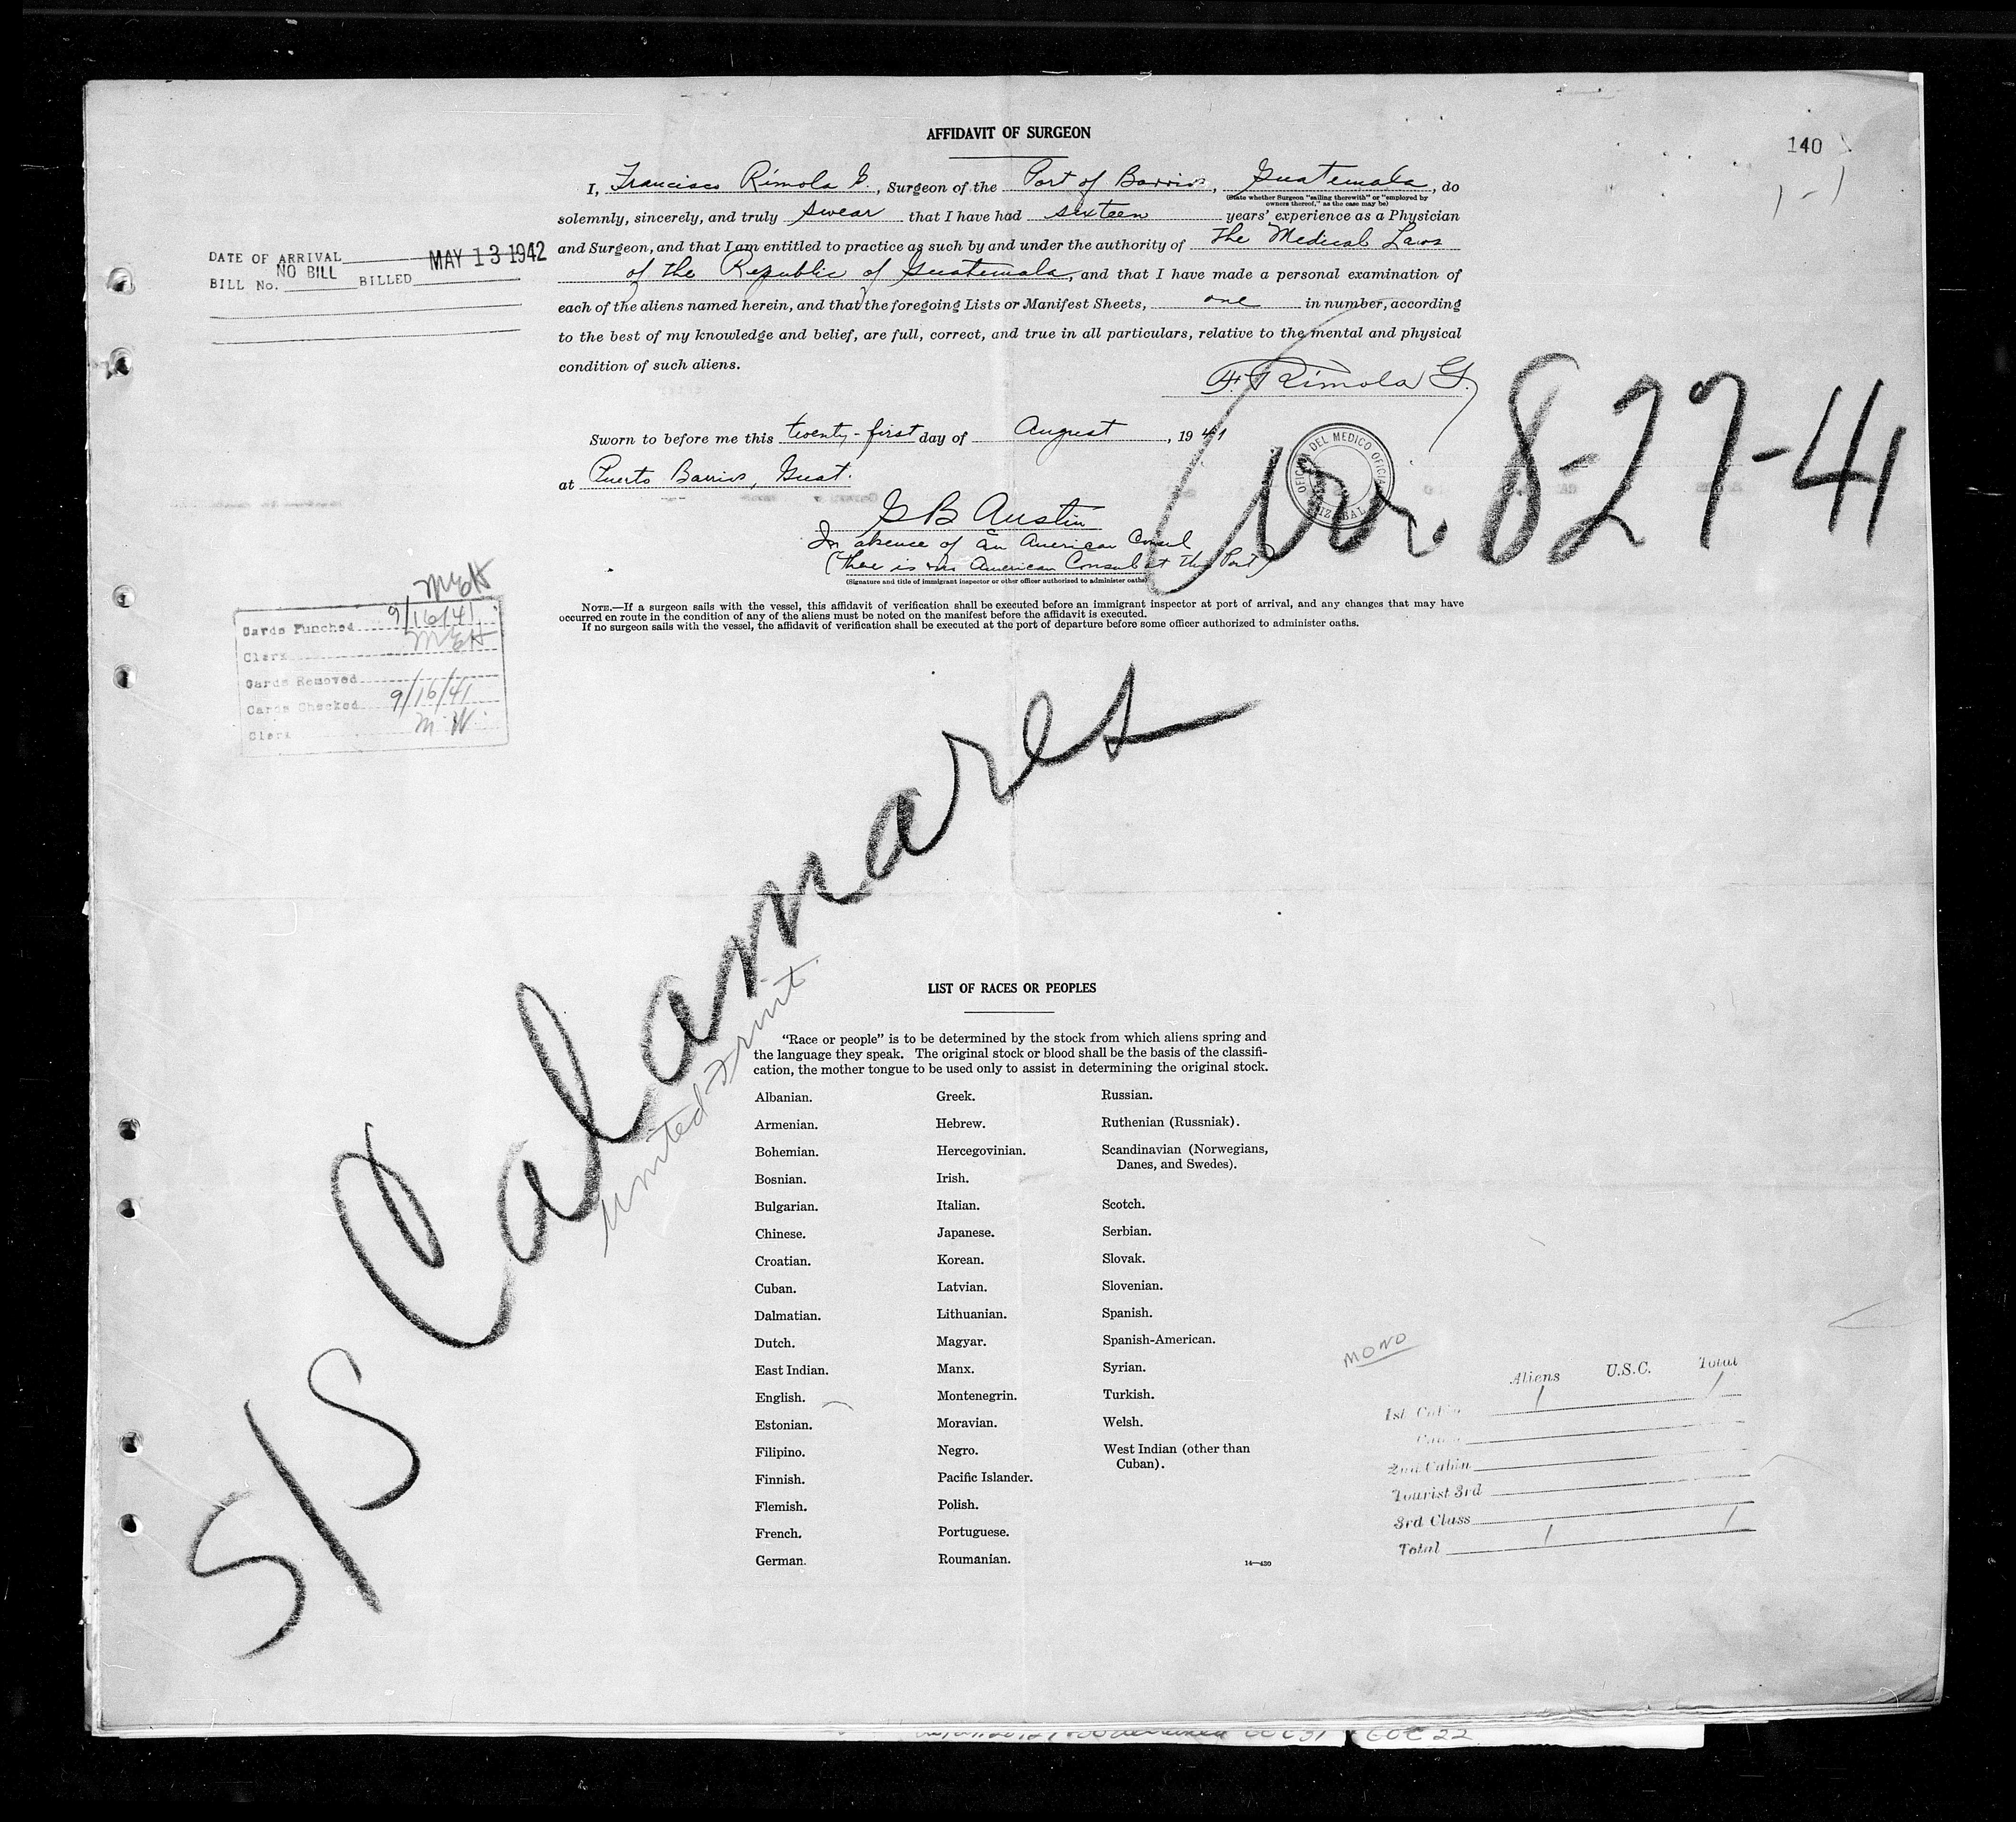 AFFIDAVIT OF SURGEON
140
I, Francisco Rimola G., Surgeon of the Port of Barrios, Guatemala, do
(State whether Surgeon "sailing therewith" or "employed by
owners thereof," as the case may be)
solemnly, sincerely, and truly swear that I have had sixteen years' experience as a Physician
and Surgeon, and that I am entitled to practice as such by and under the authority of The Medical Laws
of the Republic of Guatemala, and that I have made a personal examination of
each of the aliens named herein, and that the foregoing Lists or Manifest Sheets, one in number, according
to the best of my knowledge and belief, are full, correct, and true in all particulars, relative to the mental and physical
condition of such aliens.
F. Rimola G.
DATE OF ARRIVAL MAY 13 1942
BILL No. NO BILL BILLED
Sworn to before me this twenty-first day of August, 1941
at Puerto Barrios, Guat.
OFICINA DEL MEDICO OFICIAL
Arr. 8-27-41
G B Austin
In absence of an American Consul
(there is no American Consul at this Port)
(Signature and title of immigrant inspector or other officer authorized to administer oaths)
NOTE.—If a surgeon sails with the vessel, this affidavit of verification shall be executed before an immigrant inspector at port of arrival, and any changes that may have
occurred en route in the condition of any of the aliens must be noted on the manifest before the affidavit is executed.
If no surgeon sails with the vessel, the affidavit of verification shall be executed at the port of departure before some officer authorized to administer oaths.
MEH
Cards Punched 9/16/41
Clerk MEH
Cards Removed
Cards Checked 9/16/41
Clerk M.W.
S/S Calamares
United Fruit
LIST OF RACES OR PEOPLES
"Race or people" is to be determined by the stock from which aliens spring and
the language they speak. The original stock or blood shall be the basis of the classifi-
cation, the mother tongue to be used only to assist in determining the original stock.
Albanian.
Armenian.
Bohemian.
Bosnian.
Bulgarian.
Chinese.
Croatian.
Cuban.
Dalmatian.
Dutch.
East Indian.
English.
Estonian.
Filipino.
Finnish.
Flemish.
French.
German.
Greek.
Hebrew.
Hercegovinian.
Irish.
Italian.
Japanese.
Korean.
Latvian.
Lithuanian.
Magyar.
Manx.
Montenegrin.
Moravian.
Negro.
Pacific Islander.
Polish.
Portuguese.
Roumanian.
Russian.
Ruthenian (Russniak).
Scandinavian (Norwegians,
Danes, and Swedes).
Scotch.
Serbian.
Slovak.
Slovenian.
Spanish.
Spanish-American.
Syrian.
Turkish.
Welsh.
West Indian (other than
Cuban).
14—430
MONO
Aliens U.S.C. Total
1st Cabin 1 1
Cabin
2nd Cabin
Tourist 3rd
3rd Class
Total 1 1